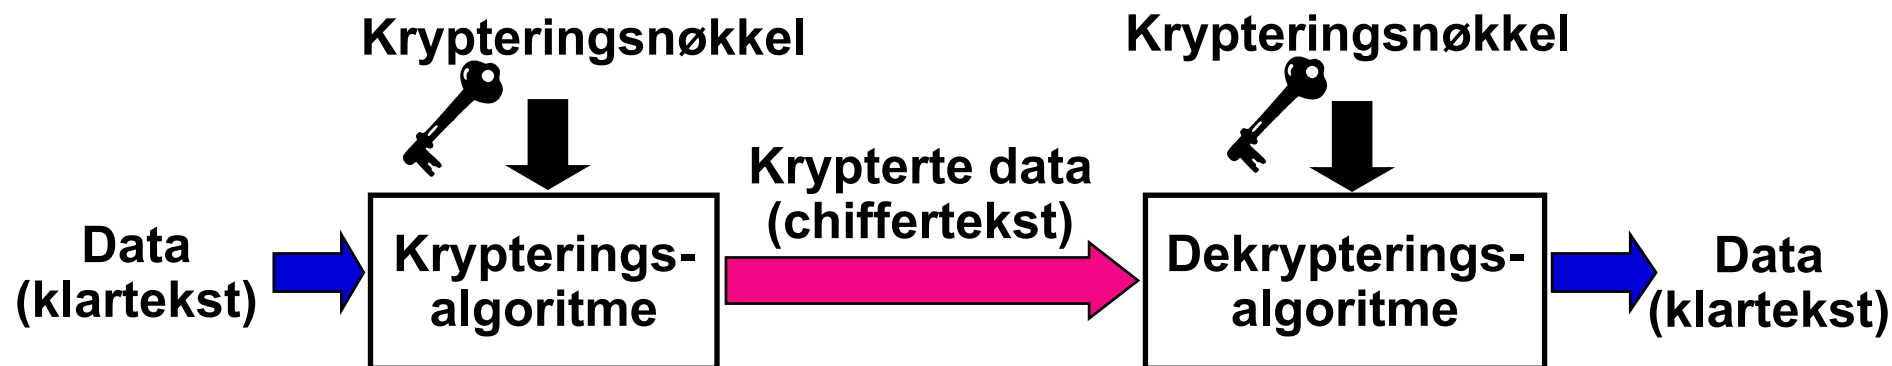 Krypteringsnøkkel
Krypteringsnøkkel
Krypterte data
(chiffertekst)
Data
(klartekst)
Krypterings-
algoritme
Dekrypterings-
algoritme
Data
(klartekst)